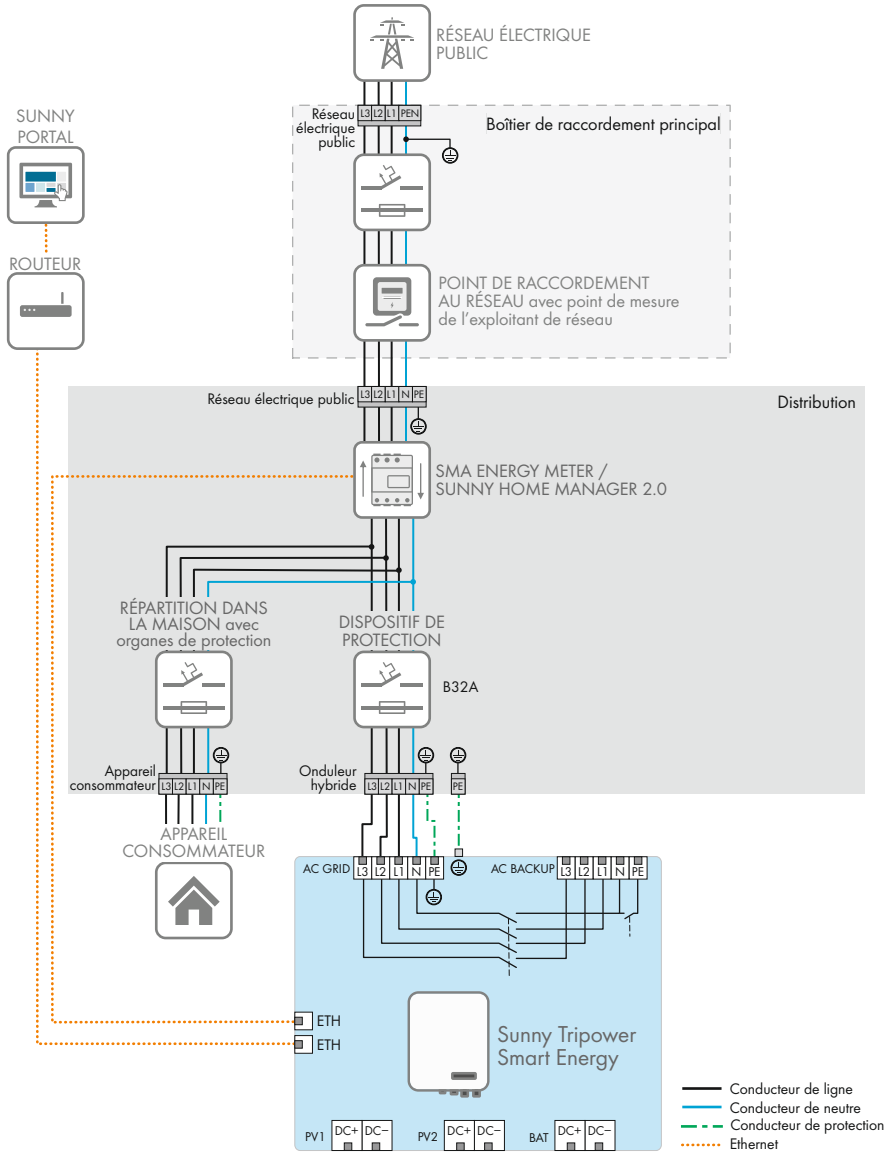 RÉSEAU ÉLECTRIQUE
PUBLIC
SUNNY
PORTAL
ROUTEUR
Réseau
électrique
public
L3 L2 L1 PEN
Boîtier de raccordement principal
POINT DE RACCORDEMENT
AU RÉSEAU avec point de mesure
de l'exploitant de réseau
Réseau électrique public
L3 L2 L1 N PE
Distribution
SMA ENERGY METER /
SUNNY HOME MANAGER 2.0
RÉPARTITION DANS
LA MAISON avec
organes de protection
DISPOSITIF DE
PROTECTION
B32A
Appareil
consommateur
L3 L2 L1 N PE
Onduleur
hybride
L3 L2 L1 N PE
PE
APPAREIL
CONSOMMATEUR
AC GRID
L3 L2 L1 N PE
AC BACKUP
L3 L2 L1 N PE
ETH
ETH
Sunny Tripower
Smart Energy
PV1 DC+ DC−
PV2 DC+ DC−
BAT DC+ DC−
Conducteur de ligne
Conducteur de neutre
Conducteur de protection
Ethernet